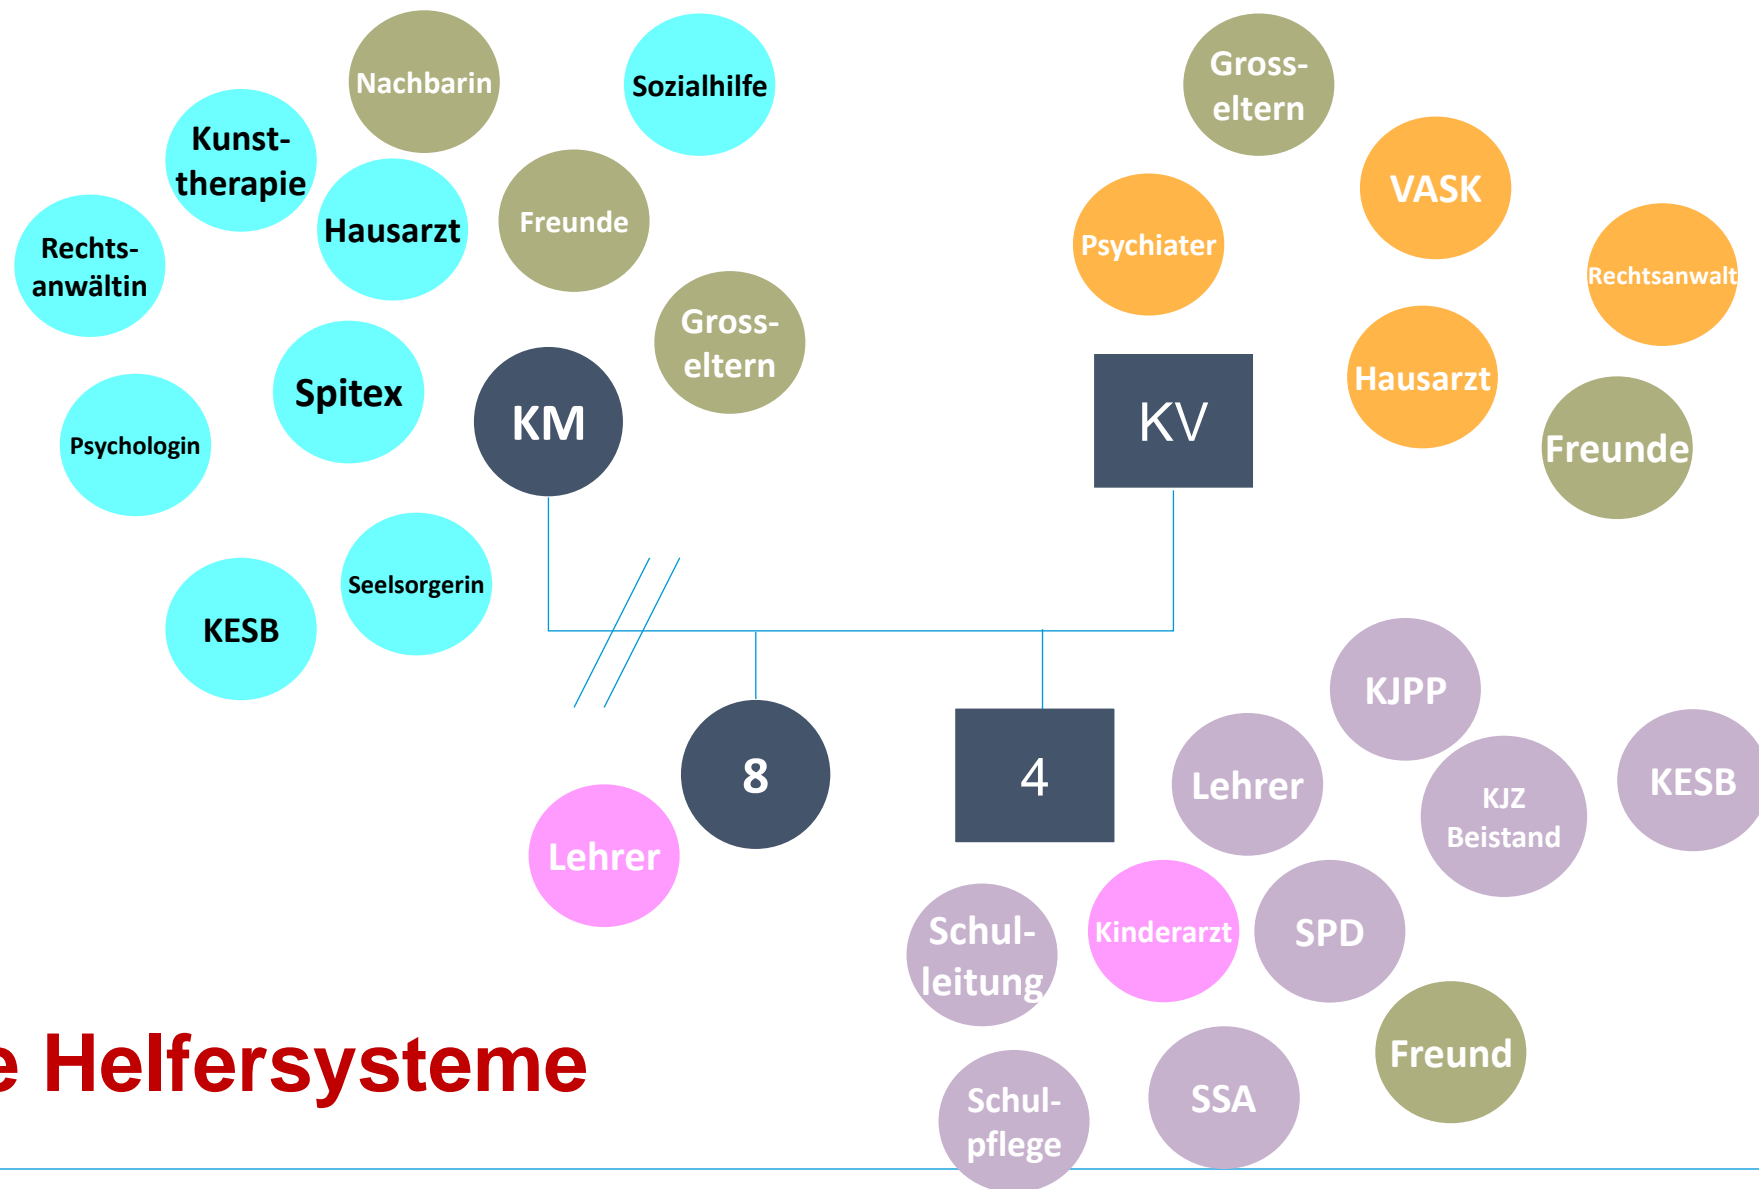 Nachbarin
Sozialhilfe
Kunst-
therapie
Hausarzt
Freunde
Rechts-
anwältin
Gross-
eltern
Spitex
KM
Psychologin
Seelsorgerin
KESB
Gross-
eltern
VASK
Psychiater
Rechtsanwalt
Hausarzt
KV
Freunde
8
4
Lehrer
KJPP
Lehrer
KJZ
Beistand
KESB
Schul-
leitung
Kinderarzt
SPD
Freund
Schul-
pflege
SSA
e Helfersysteme